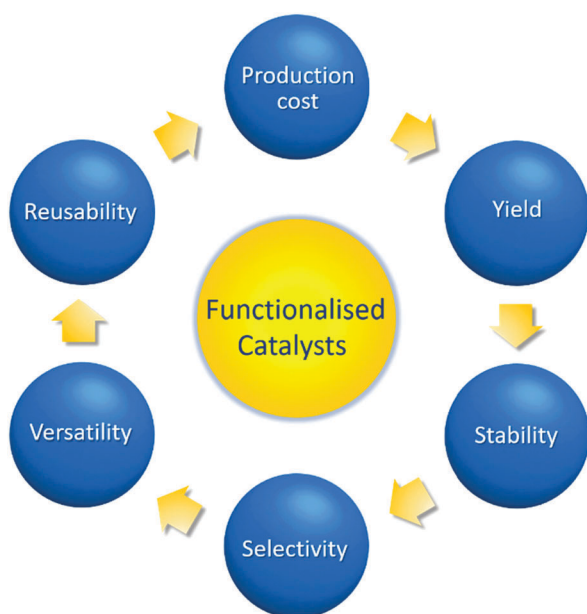 Production
cost
Yield
Stability
Selectivity
Versatility
Reusability
Functionalised
Catalysts